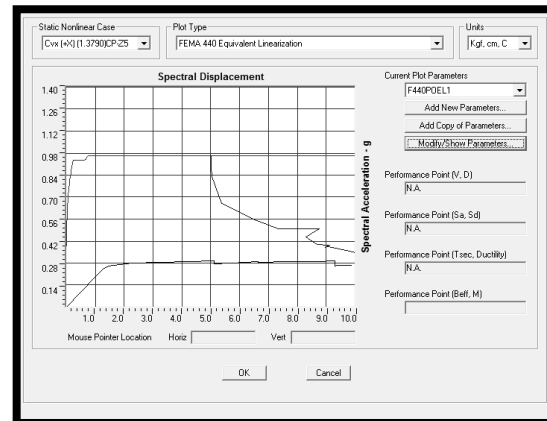 Static Nonlinear Case
Cvx (+X) (1.3790)CP-Z5
Plot Type
FEMA 440 Equivalent Linearization
Units
Kgf, cm, C
Spectral Displacement
1.40
1.26
1.12
0.98
0.84
0.70
0.56
0.42
0.28
0.14
1.0 2.0 3.0 4.0 5.0 6.0 7.0 8.0 9.0 10.0
Spectral Acceleration - g
Mouse Pointer Location Horiz Vert
Current Plot Parameters
F440POEL1
Add New Parameters...
Add Copy of Parameters...
Modify/Show Parameters...
Performance Point (V, D)
N.A.
Performance Point (Sa, Sd)
N.A.
Performance Point (Tsec, Ductility)
N.A.
Performance Point (Beff, M)
OK Cancel